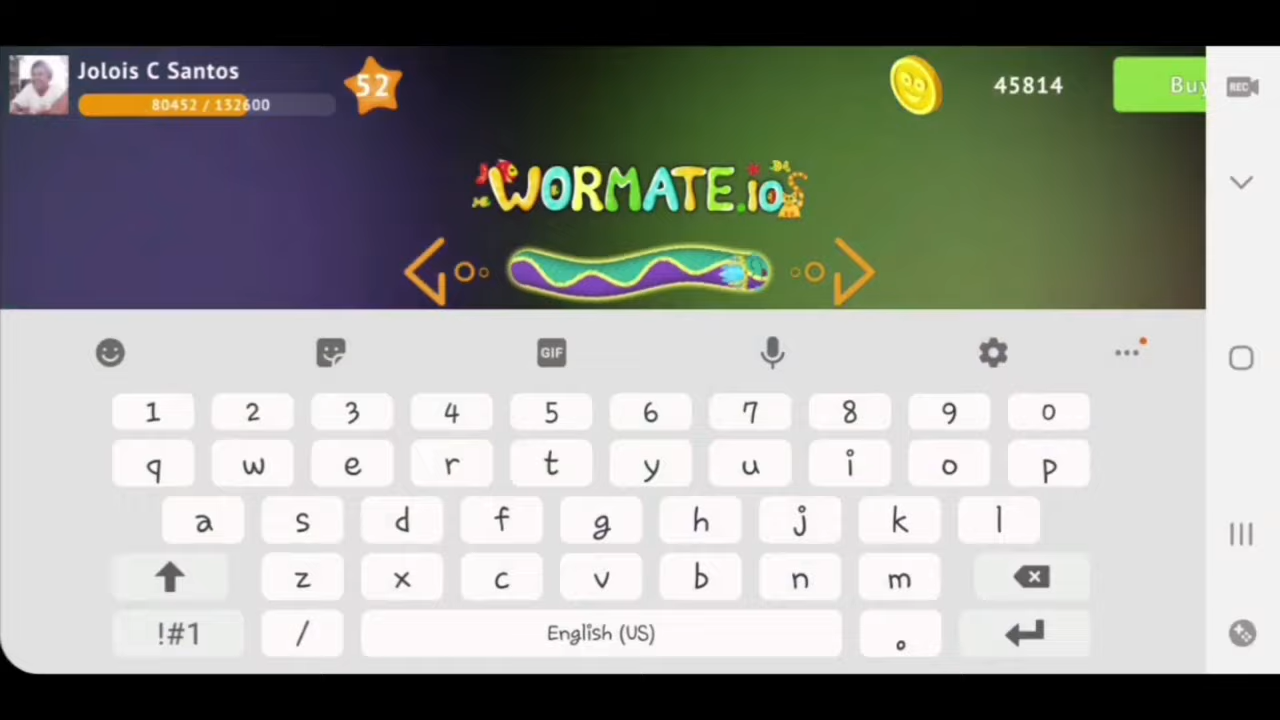 Jolois C Santos
80452 / 132600
52
45814
Buy
REC
WORMATE.io
GIF
1 2 3 4 5 6 7 8 9 0
q w e r t y u i o p
a s d f g h j k l
z x c v b n m
!#1 / English (US) .